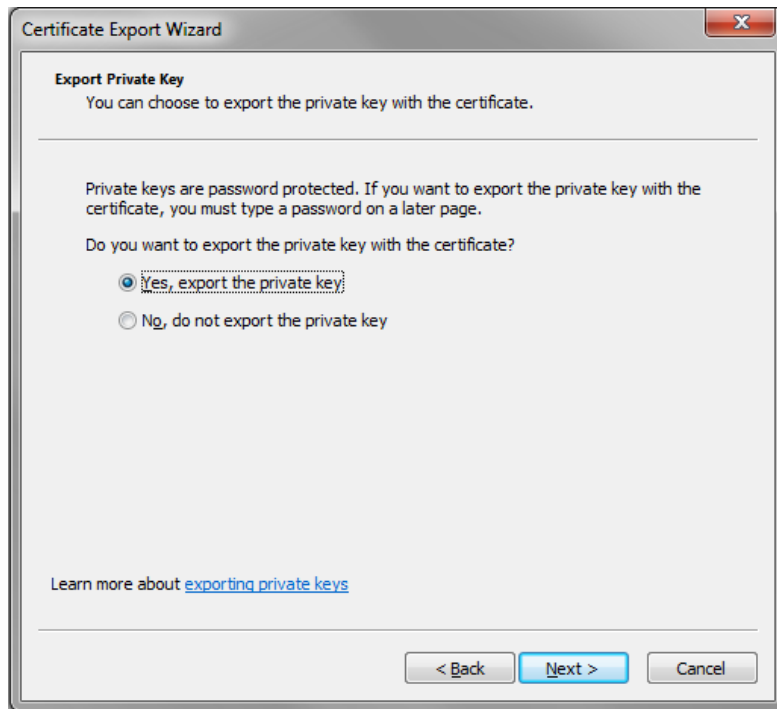 Certificate Export Wizard
Export Private Key
You can choose to export the private key with the certificate.
Private keys are password protected. If you want to export the private key with the
certificate, you must type a password on a later page.
Do you want to export the private key with the certificate?
Yes, export the private key
No, do not export the private key
Learn more about exporting private keys
< Back Next > Cancel